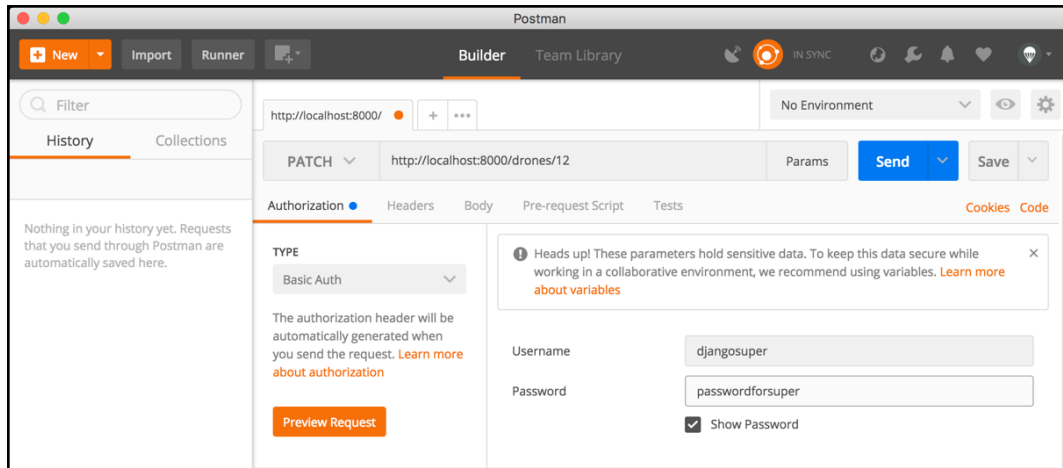 Postman
New
Import
Runner
Builder
Team Library
IN SYNC
Filter
History
Collections
Nothing in your history yet. Requests
that you send through Postman are
automatically saved here.
http://localhost:8000/
No Environment
PATCH
http://localhost:8000/drones/12
Params
Send
Save
Authorization
Headers
Body
Pre-request Script
Tests
Cookies
Code
TYPE
Basic Auth
The authorization header will be
automatically generated when
you send the request. Learn more
about authorization
Preview Request
Heads up! These parameters hold sensitive data. To keep this data secure while
working in a collaborative environment, we recommend using variables. Learn more
about variables
Username
djangosuper
Password
passwordforsuper
Show Password